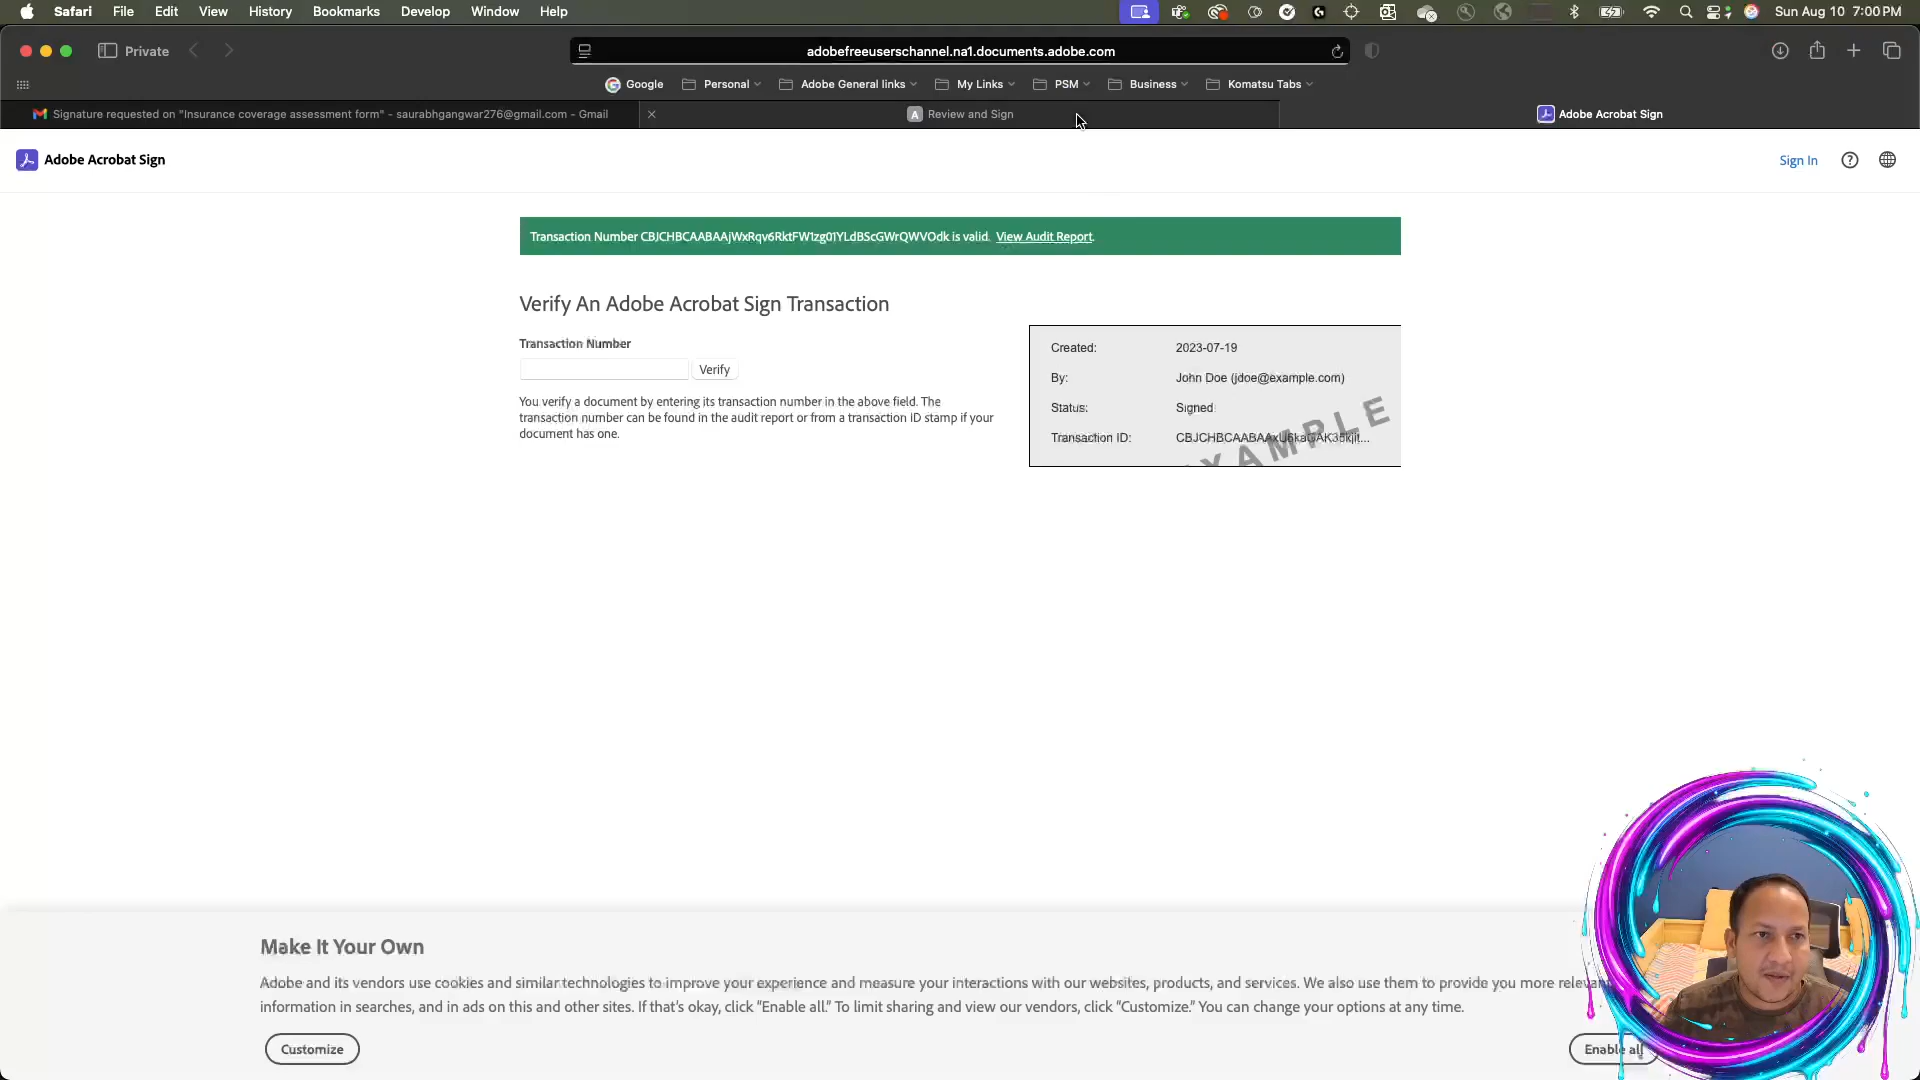 Safari File Edit View History Bookmarks Develop Window Help
Sun Aug 10 7:00 PM
Private
adobefreeuserschannel.na1.documents.adobe.com
Google Personal Adobe General links My Links PSM Business Komatsu Tabs
Signature requested on "Insurance coverage assessment form" - saurabhgangwar276@gmail.com - Gmail
Review and Sign
Adobe Acrobat Sign
Adobe Acrobat Sign
Sign In
Transaction Number CBJCHBCAABAAjWxRqv6RktFW1zg01YLdBScGWrQWVOdk is valid. View Audit Report.
Verify An Adobe Acrobat Sign Transaction
Transaction Number
Verify
You verify a document by entering its transaction number in the above field. The
transaction number can be found in the audit report or from a transaction ID stamp if your
document has one.
Created: 2023-07-19
By: John Doe (jdoe@example.com)
Status: Signed
Transaction ID:
EXAMPLE
Make It Your Own
Adobe and its vendors use cookies and similar technologies to improve your experience and measure your interactions with our websites, products, and services. We also use them to provide you more
information in searches, and in ads on this and other sites. If that's okay, click "Enable all." To limit sharing and view our vendors, click "Customize." You can change your options at any time.
Customize
Enable all